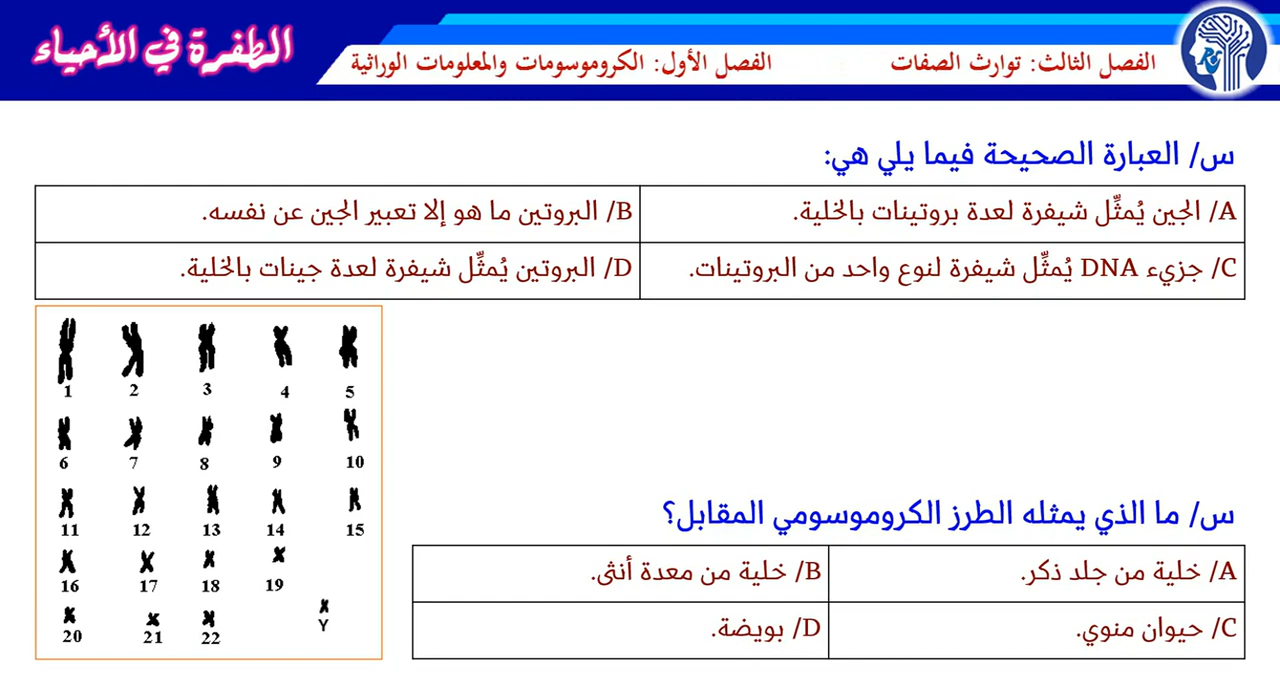 الطفرة في الأحياء
الفصل الثالث: توارث الصفات
الفصل الأول: الكروموسومات والمعلومات الوراثية
س/ العبارة الصحيحة فيما يلي هي:
A/ الجين يُمثِّل شيفرة لعدة بروتينات بالخلية.
B/ البروتين ما هو إلا تعبير الجين عن نفسه.
C/ جزيء DNA يُمثِّل شيفرة لنوع واحد من البروتينات.
D/ البروتين يُمثِّل شيفرة لعدة جينات بالخلية.
1 2 3 4 5
6 7 8 9 10
11 12 13 14 15
16 17 18 19
20 21 22 Y
س/ ما الذي يمثله الطرز الكروموسومي المقابل؟
A/ خلية من جلد ذكر.
B/ خلية من معدة أنثى.
C/ حيوان منوي.
D/ بويضة.